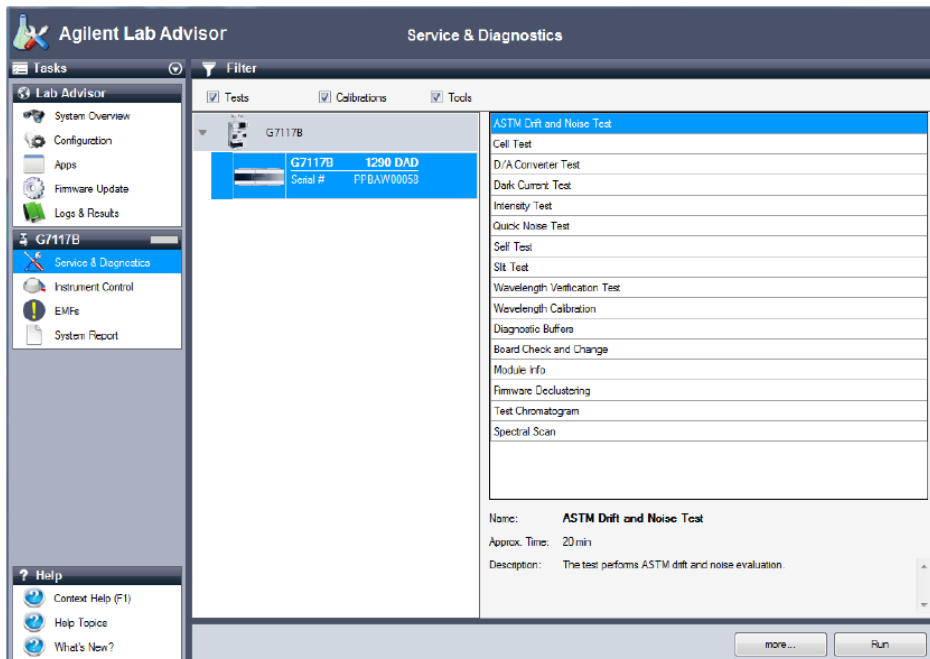 Agilent Lab Advisor
Service & Diagnostics
Tasks
Filter
Lab Advisor
System Overview
Configuration
Apps
Firmware Update
Logs & Results
G7117B
Service & Diagnostics
Instrument Control
EMFs
System Report
Help
Context Help (F1)
Help Topics
What's New?
Tests
Calibrations
Tools
G7117B
G7117B 1290 DAD
Serial # PPBAW00058
ASTM Drift and Noise Test
Cell Test
D/A Converter Test
Dark Current Test
Intensity Test
Quick Noise Test
Self Test
Slit Test
Wavelength Verification Test
Wavelength Calibration
Diagnostic Buffers
Board Check and Change
Module Info
Firmware Declustering
Test Chromatogram
Spectral Scan
Name: ASTM Drift and Noise Test
Approx. Time: 20 min
Description: The test performs ASTM drift and noise evaluation.
more...
Run